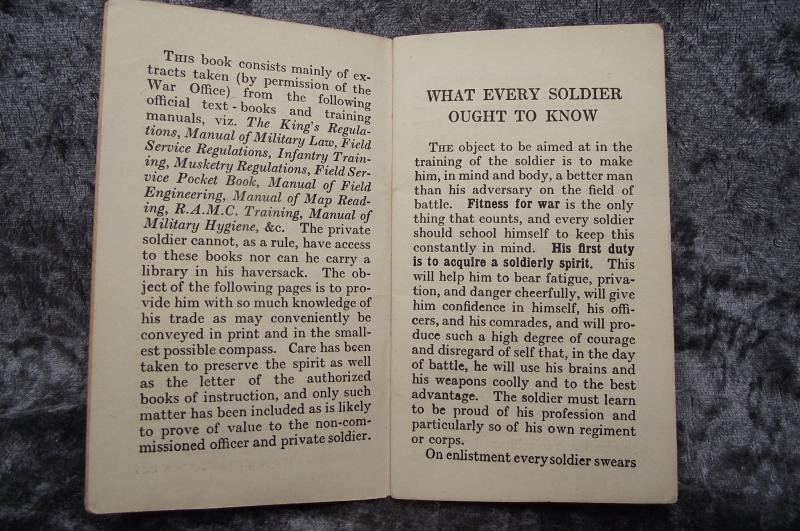 THIS book consists mainly of ex-
tracts taken (by permission of the
War Office) from the following
official text-books and training
manuals, viz. The King's Regula-
tions, Manual of Military Law, Field
Service Regulations, Infantry Train-
ing, Musketry Regulations, Field Ser-
vice Pocket Book, Manual of Field
Engineering, Manual of Map Read-
ing, R.A.M.C. Training, Manual of
Military Hygiene, &c. The private
soldier cannot, as a rule, have access
to these books nor can he carry a
library in his haversack. The ob-
ject of the following pages is to pro-
vide him with so much knowledge of
his trade as may conveniently be
conveyed in print and in the small-
est possible compass. Care has been
taken to preserve the spirit as well
as the letter of the authorized
books of instruction, and only such
matter has been included as is likely
to prove of value to the non-com-
missioned officer and private soldier.
WHAT EVERY SOLDIER
OUGHT TO KNOW
THE object to be aimed at in the
training of the soldier is to make
him, in mind and body, a better man
than his adversary on the field of
battle. Fitness for war is the only
thing that counts, and every soldier
should school himself to keep this
constantly in mind. His first duty
is to acquire a soldierly spirit. This
will help him to bear fatigue, priva-
tion, and danger cheerfully, will give
him confidence in himself, his offi-
cers, and his comrades, and will pro-
duce such a high degree of courage
and disregard of self that, in the day
of battle, he will use his brains and
his weapons coolly and to the best
advantage. The soldier must learn
to be proud of his profession and
particularly so of his own regiment
or corps.
On enlistment every soldier swears